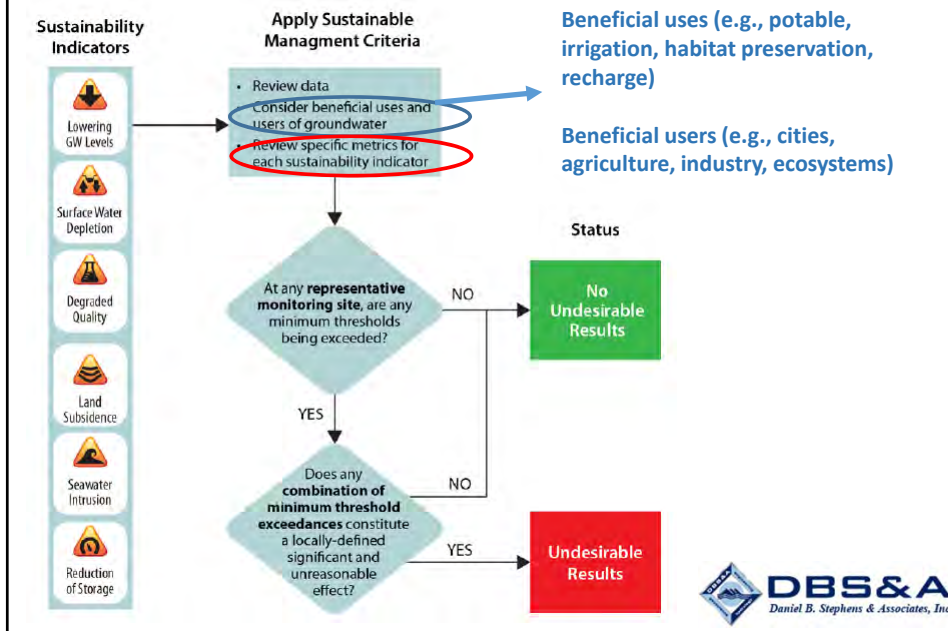 Sustainability
Indicators
Lowering
GW Levels
Surface Water
Depletion
Degraded
Quality
Land
Subsidence
Seawater
Intrusion
Reduction
of Storage
Apply Sustainable
Managment Criteria
• Review data
• Consider beneficial uses and
users of groundwater
• Review specific metrics for
each sustainability indicator
Beneficial uses (e.g., potable,
irrigation, habitat preservation,
recharge)
Beneficial users (e.g., cities,
agriculture, industry, ecosystems)
At any representative
monitoring site, are any
minimum thresholds
being exceeded?
NO
YES
Does any
combination of
minimum threshold
exceedances constitute
a locally-defined
significant and
unreasonable
effect?
NO
YES
Status
No
Undesirable
Results
Undesirable
Results
DBS&A
DBS&A
Daniel B. Stephens & Associates, Inc